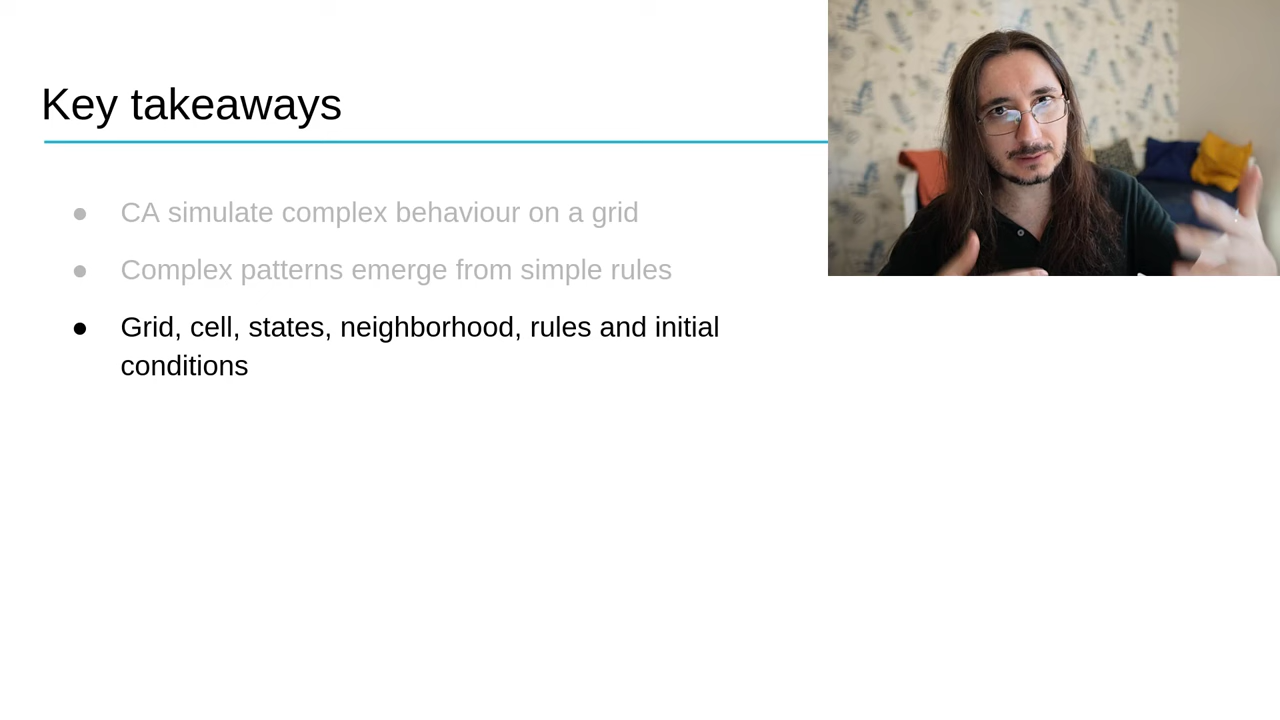 Key takeaways
● CA simulate complex behaviour on a grid
● Complex patterns emerge from simple rules
● Grid, cell, states, neighborhood, rules and initial
conditions